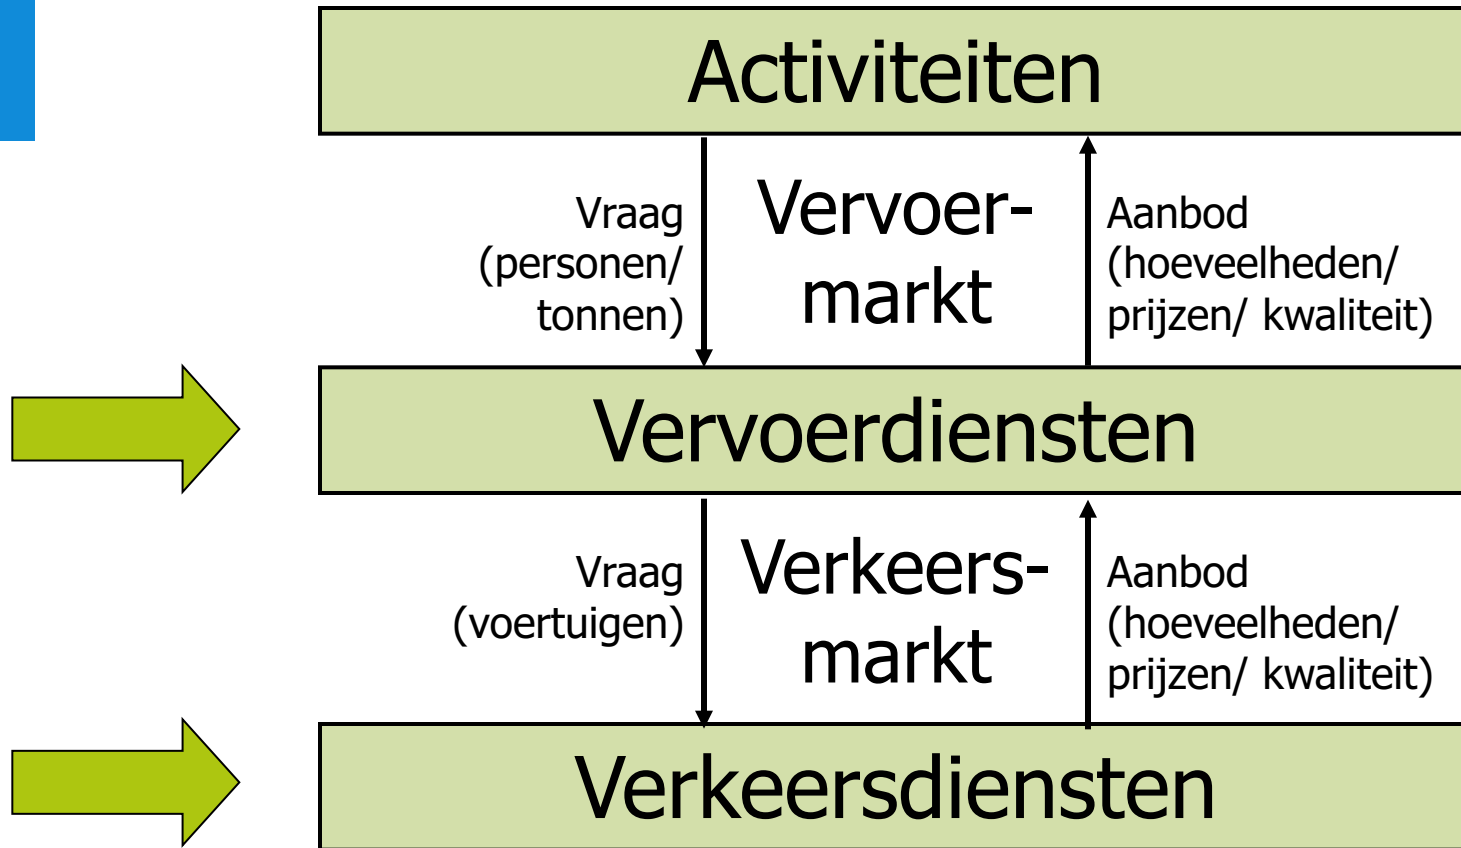 Activiteiten
Vraag
(personen/
tonnen)
Vervoer-
markt
Aanbod
(hoeveelheden/
prijzen/ kwaliteit)
Vervoerdiensten
Vraag
(voertuigen)
Verkeers-
markt
Aanbod
(hoeveelheden/
prijzen/ kwaliteit)
Verkeersdiensten